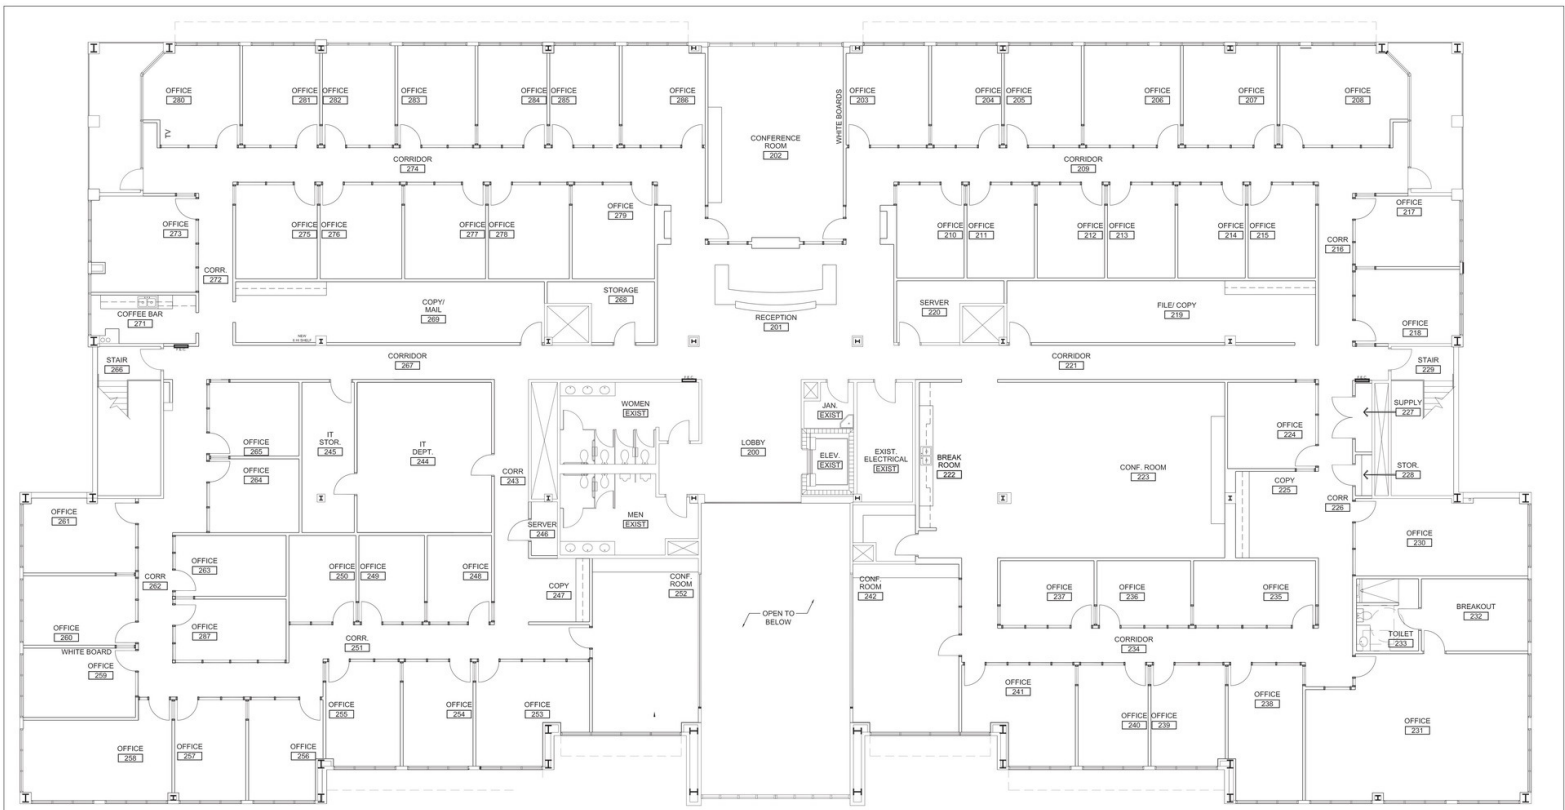 OFFICE
280
OFFICE
281
OFFICE
282
OFFICE
283
OFFICE
284
OFFICE
285
OFFICE
286
CONFERENCE
ROOM
202
WHITE BOARDS
OFFICE
203
OFFICE
204
OFFICE
205
OFFICE
206
OFFICE
207
OFFICE
208
TV
CORRIDOR
274
CORRIDOR
209
OFFICE
273
OFFICE
275
OFFICE
276
OFFICE
277
OFFICE
278
OFFICE
279
OFFICE
210
OFFICE
211
OFFICE
212
OFFICE
213
OFFICE
214
OFFICE
215
CORR
216
OFFICE
217
CORR.
272
COFFEE BAR
271
COPY/
MAIL
269
STORAGE
268
RECEPTION
201
SERVER
220
FILE/ COPY
219
OFFICE
218
STAIR
266
CORRIDOR
267
CORRIDOR
221
STAIR
229
OFFICE
265
IT
STOR.
245
IT
DEPT.
244
CORR
243
WOMEN
EXIST
LOBBY
200
JAN.
EXIST
ELEV.
EXIST
EXIST.
ELECTRICAL
EXIST
BREAK
ROOM
222
CONF. ROOM
223
OFFICE
224
SUPPLY
227
STOR.
228
COPY
225
CORR
226
OFFICE
264
OFFICE
261
SERVER
246
MEN
EXIST
OFFICE
230
OFFICE
263
CORR
262
OFFICE
250
OFFICE
249
OFFICE
248
COPY
247
CONF.
ROOM
252
OPEN TO
BELOW
CONF.
ROOM
242
OFFICE
237
OFFICE
236
OFFICE
235
BREAKOUT
232
TOILET
233
OFFICE
260
OFFICE
287
WHITE BOARD
OFFICE
259
CORR.
251
CORRIDOR
234
OFFICE
255
OFFICE
254
OFFICE
253
OFFICE
241
OFFICE
240
OFFICE
239
OFFICE
238
OFFICE
231
OFFICE
258
OFFICE
257
OFFICE
256